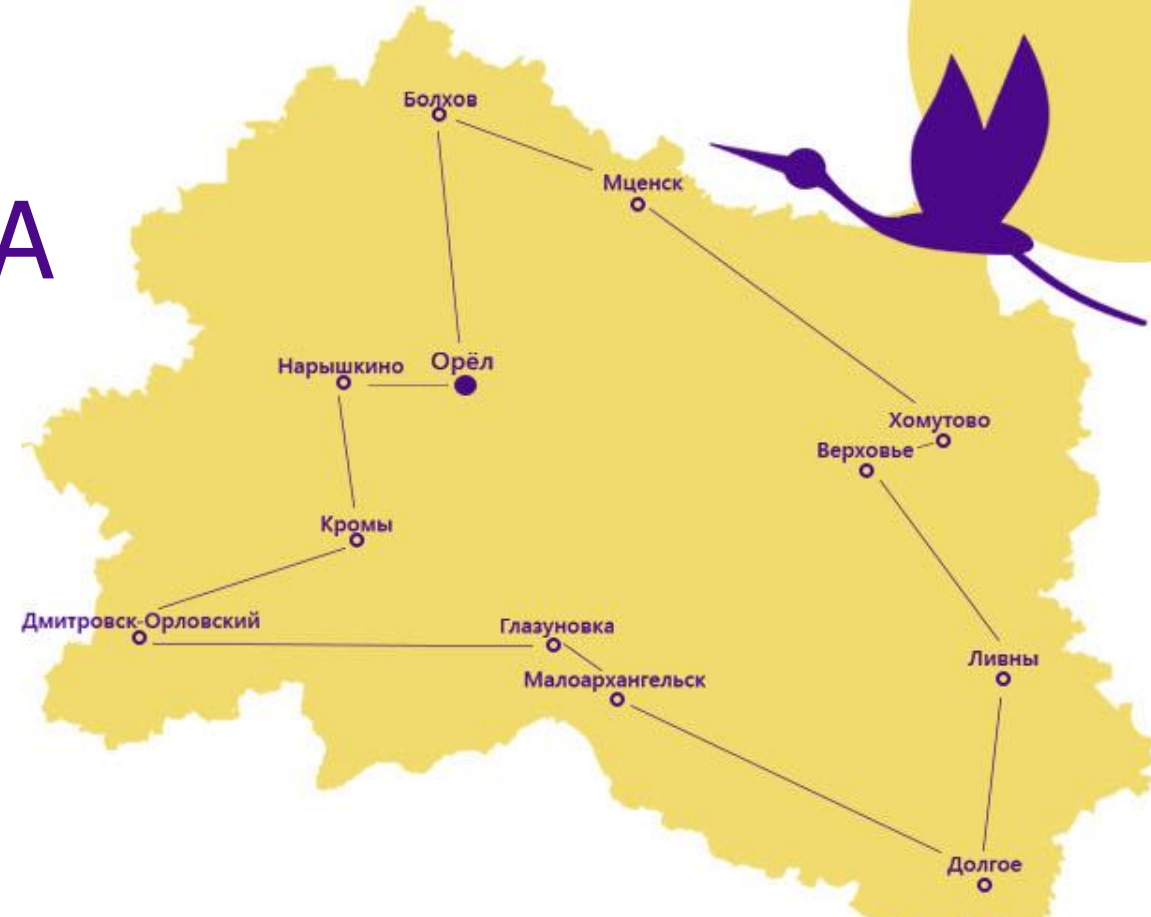 Болхов
Мценск
А
Нарышкино
Орёл
Хомутово
Верховье
Кромы
Дмитровск-Орловский
Глазуновка
Ливны
Малоархангельск
Долгое